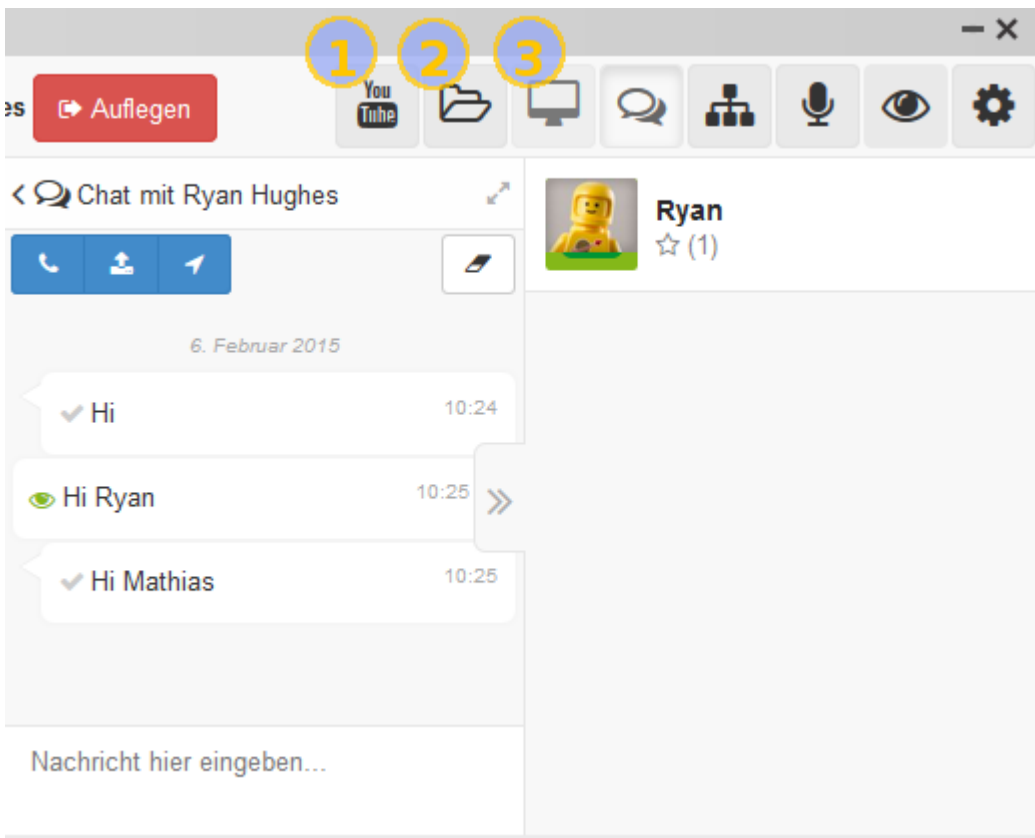 1 2 3
es Auflegen
You
Tube
Chat mit Ryan Hughes
Ryan
(1)
6. Februar 2015
Hi 10:24
Hi Ryan 10:25
Hi Mathias 10:25
Nachricht hier eingeben...